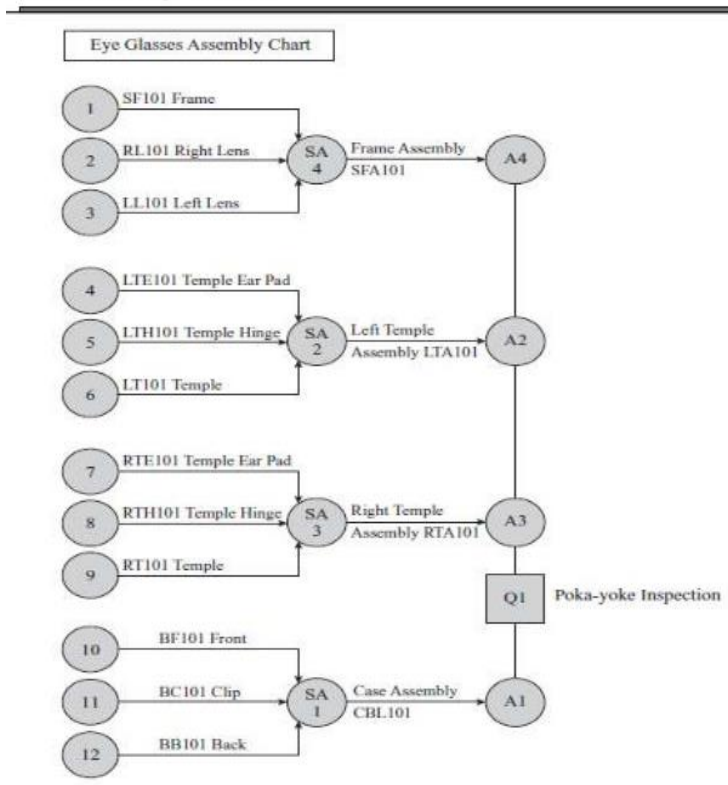 Eye Glasses Assembly Chart
1
SF101 Frame
2
RL101 Right Lens
3
LL101 Left Lens
SA
4
Frame Assembly
SFA101
A4
4
LTE101 Temple Ear Pad
5
LTH101 Temple Hinge
6
LT101 Temple
SA
2
Left Temple
Assembly LTA101
A2
7
RTE101 Temple Ear Pad
8
RTH101 Temple Hinge
9
RT101 Temple
SA
3
Right Temple
Assembly RTA101
A3
Q1
Poka-yoke Inspection
10
BF101 Front
11
BC101 Clip
12
BB101 Back
SA
1
Case Assembly
CBL101
A1